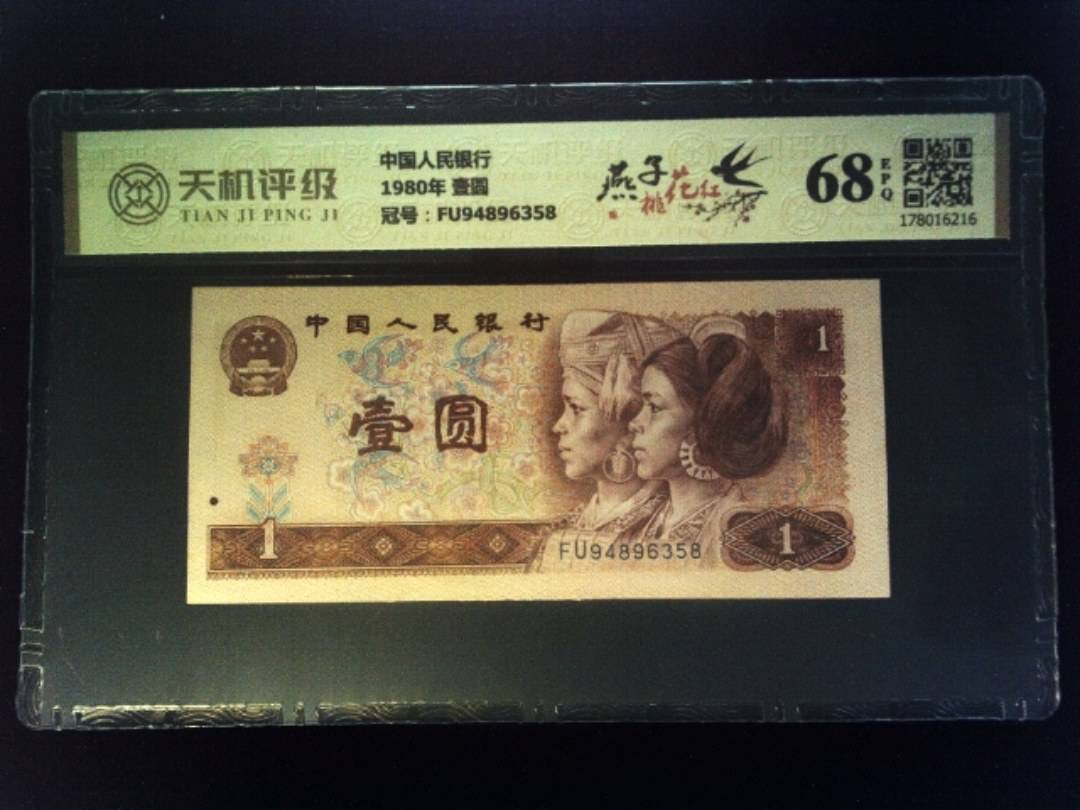 天机评级
TIAN JI PING JI
中国人民银行
1980年 壹圆
冠号：FU94896358
燕子
桃花红
68
EPQ
178016216
中国人民银行
壹圆
1
1
1
FU94896358